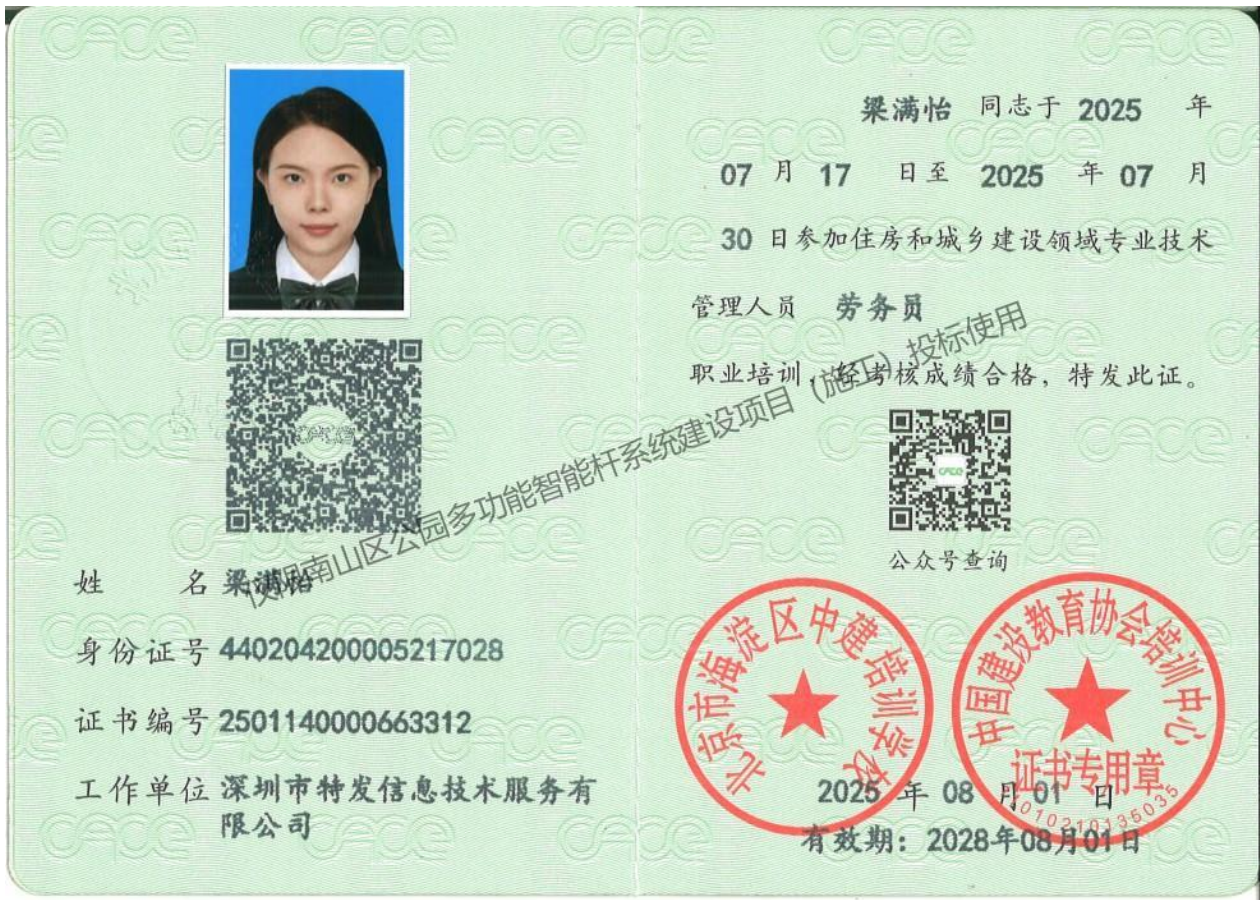 姓 名 梁满怡
身份证号 440204200005217028
证书编号 2501140000663312
工作单位 深圳市特发信息技术服务有
限公司
梁满怡 同志于 2025 年
07 月 17 日至 2025 年 07 月
30 日参加住房和城乡建设领域专业技术
管理人员 劳务员
职业培训，经考核成绩合格，特发此证。
公众号查询
北京市海淀区中建培训学校
中国建设教育协会培训中心
证书专用章
2025 年 08 月 01 日
有效期：2028年08月01日
仅限南山区公园多功能智能杆系统建设项目（施工）投标使用
CACE